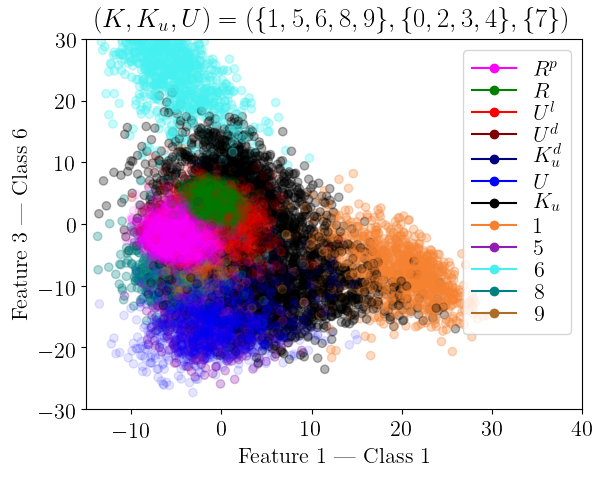 (K, K_u, U) = ({1, 5, 6, 8, 9}, {0, 2, 3, 4}, {7})
30
20
10
0
−10
−20
−30
Feature 3 — Class 6
R^p
R
U^l
U^d
K_u^d
U
K_u
1
5
6
8
9
−10
0
10
20
30
40
Feature 1 — Class 1